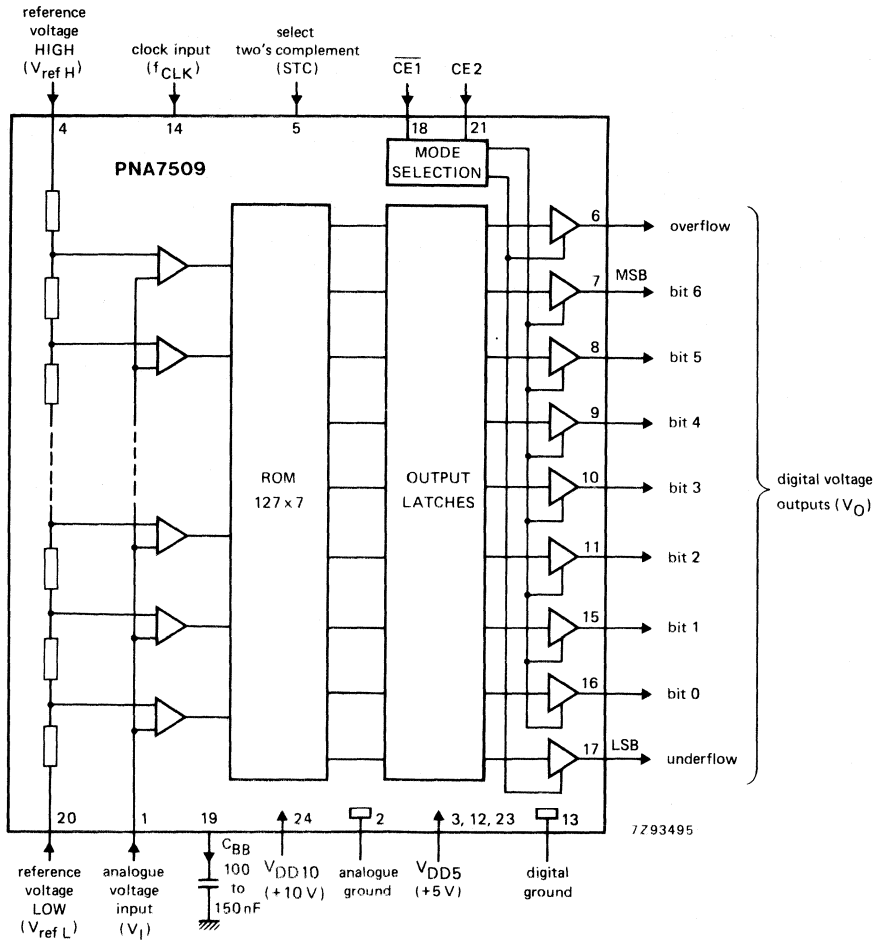 reference
voltage
HIGH
(V_ref H)
clock input
(f_CLK)
select
two's complement
(STC)
C̅E̅1̅
CE2
4
14
5
18
21
MODE
SELECTION
PNA7509
6
overflow
7
MSB
bit 6
8
bit 5
9
bit 4
ROM
127 x 7
OUTPUT
LATCHES
10
bit 3
digital voltage
outputs (V_O)
11
bit 2
15
bit 1
16
bit 0
17
LSB
underflow
20
1
19
24
2
3, 12, 23
13
7Z93495
reference
voltage
LOW
(V_ref L)
analogue
voltage
input
(V_I)
C_BB
100
to
150nF
V_DD10
(+10 V)
analogue
ground
V_DD5
(+5 V)
digital
ground